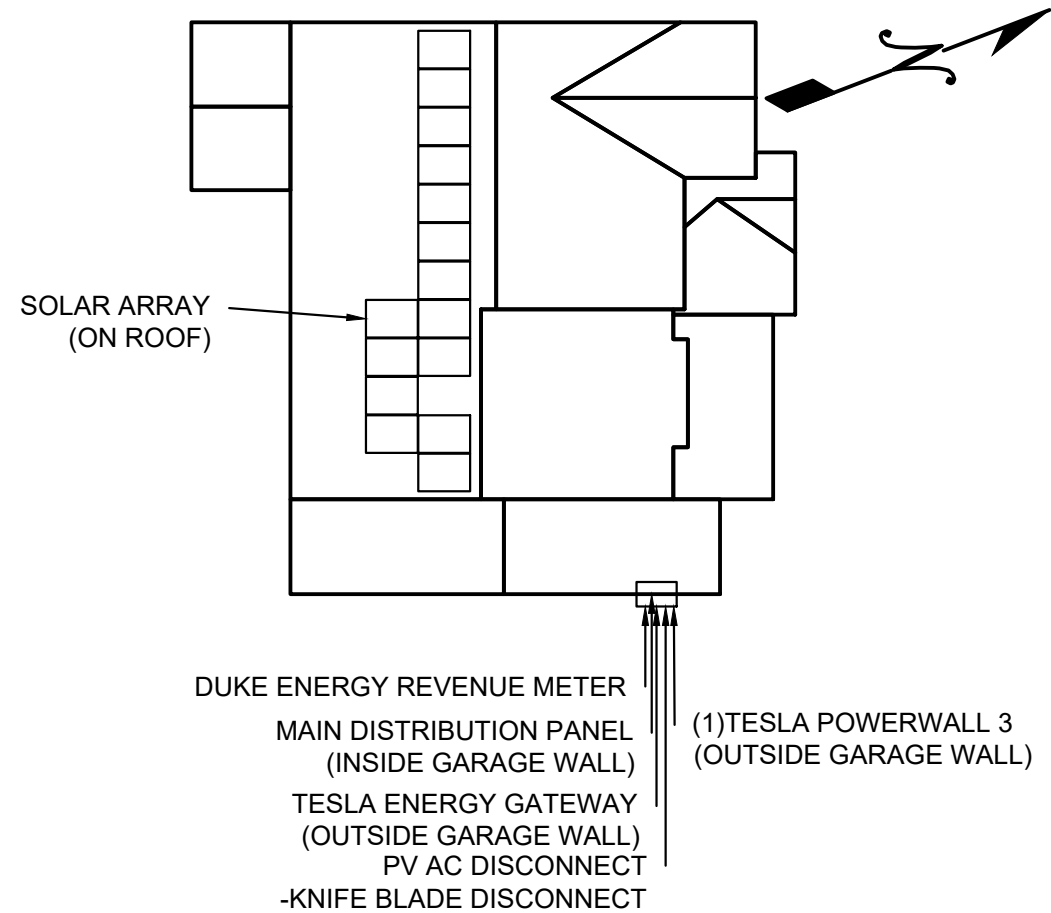 N
SOLAR ARRAY
(ON ROOF)
DUKE ENERGY REVENUE METER
MAIN DISTRIBUTION PANEL
(INSIDE GARAGE WALL)
(1)TESLA POWERWALL 3
(OUTSIDE GARAGE WALL)
TESLA ENERGY GATEWAY
(OUTSIDE GARAGE WALL)
PV AC DISCONNECT
-KNIFE BLADE DISCONNECT